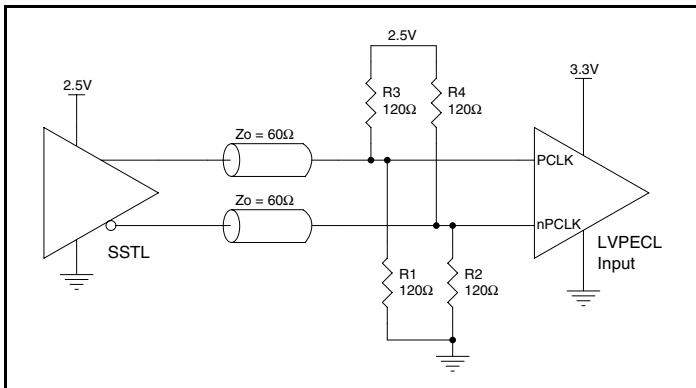 2.5V
2.5V
3.3V
R3
120Ω
R4
120Ω
Zo = 60Ω
PCLK
Zo = 60Ω
nPCLK
SSTL
LVPECL
Input
R1
120Ω
R2
120Ω